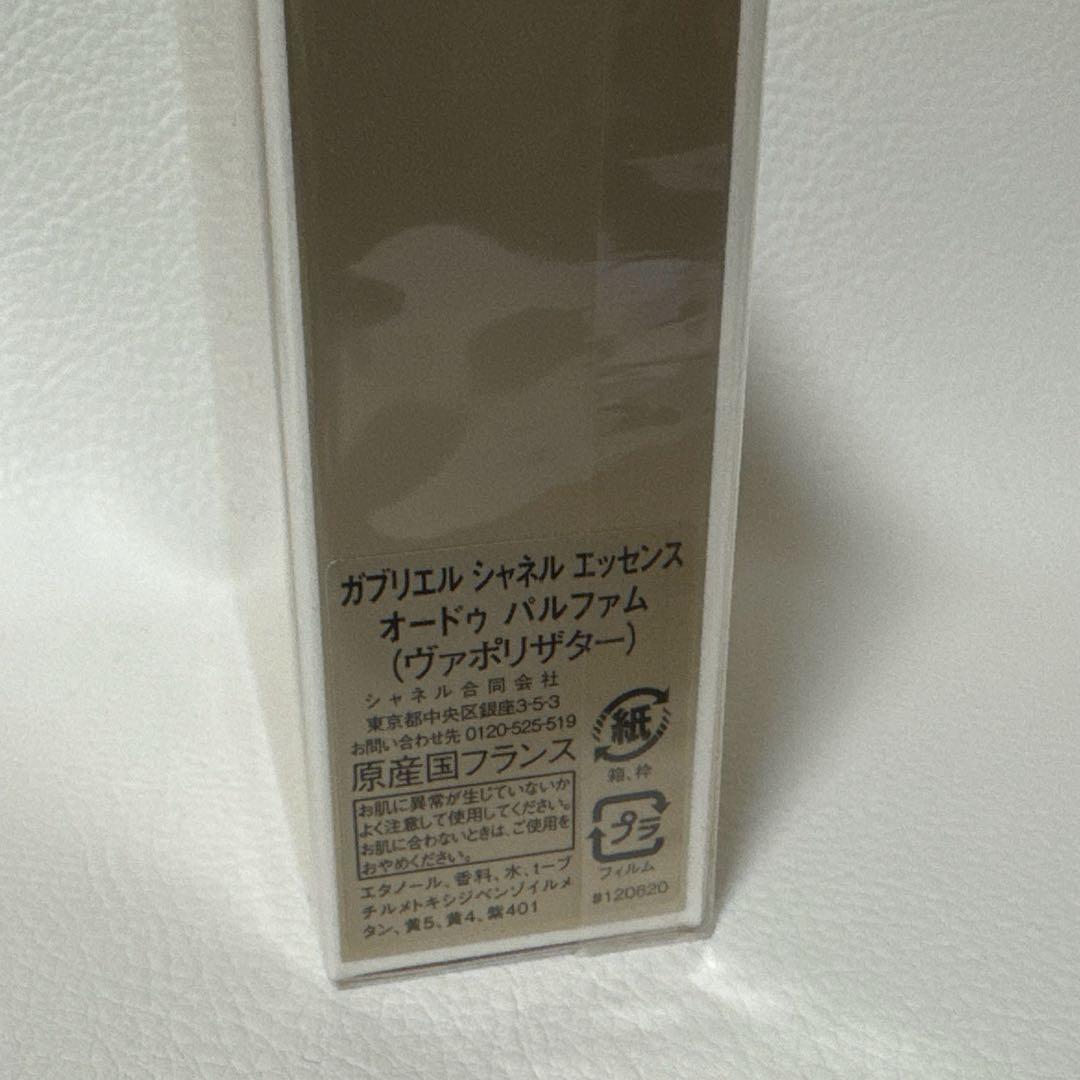 ガブリエル シャネル エッセンス
オードゥ パルファム
(ヴァポリザター)
シャネル合同会社
東京都中央区銀座3-5-3
お問い合わせ先 0120-525-519
原産国フランス
お肌に異常が生じていないか
よく注意して使用してください。
お肌に合わないときは、ご使用を
おやめください。
エタノール、香料、水、t-ブ
チルメトキシジベンゾイルメ
タン、黄5、黄4、紫401
紙
箱、枠
プラ
フィルム
#120620